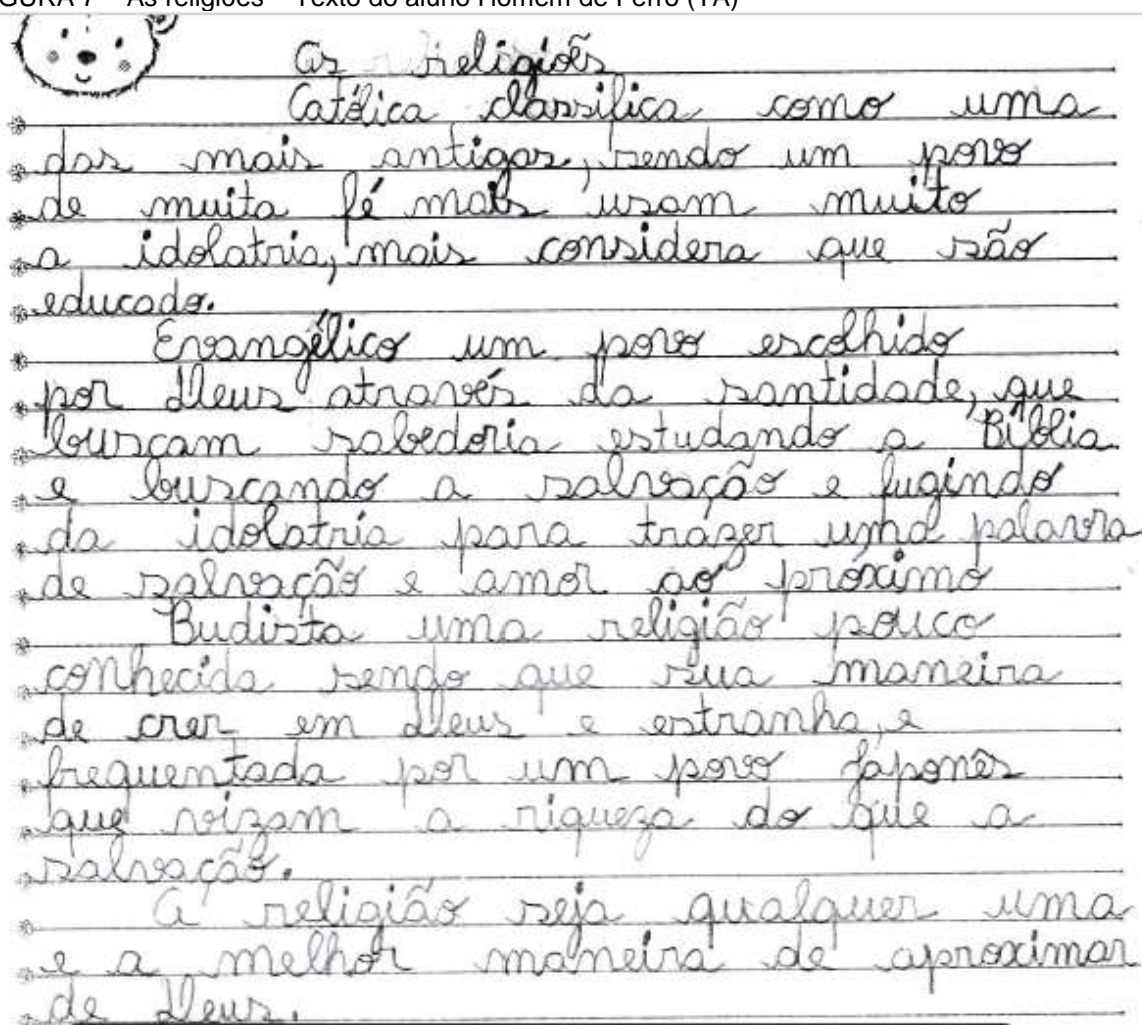 GURA 7 – As religiões – Texto do aluno Homem de Ferro (TA)
As religiões
Católica classifica como uma
das mais antigas, sendo um povo
de muita fé mais usam muito
a idolatria, mais considera que são
educado.
Evangélico um povo escolhido
por Deus através da santidade, que
buscam sabedoria estudando a Bíblia
e buscando a salvação e fugindo
da idolatria para trazer uma palavra
de salvação e amor ao próximo
Budista uma religião pouco
conhecida sendo que sua maneira
de crer em Deus e estranha, e
frequentada por um povo japonês
que vizam a riqueza do que a
salvação.
A religião seja qualquer uma
e a melhor maneira de aproximar
de Deus.